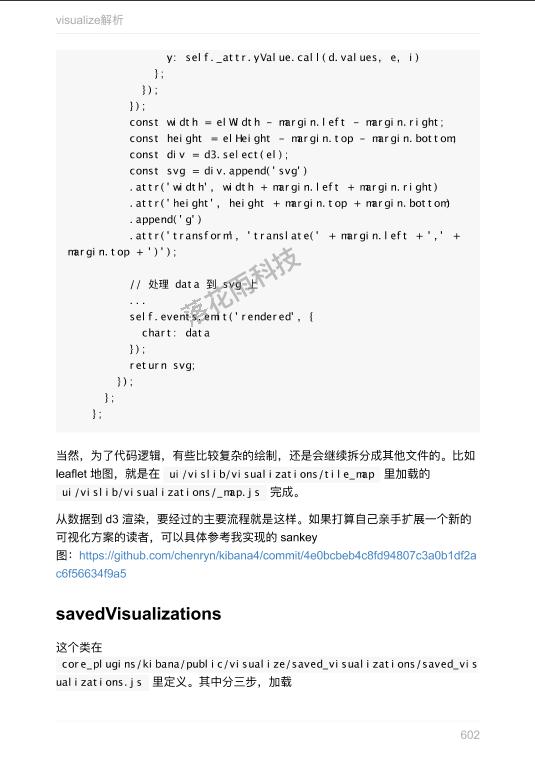 visualize解析
y: self._attr.yValue.call(d.values, e, i)
};
});
});
const width = elWidth - margin.left - margin.right;
const height = elHeight - margin.top - margin.bottom;
const div = d3.select(el);
const svg = div.append('svg')
.attr('width', width + margin.left + margin.right)
.attr('height', height + margin.top + margin.bottom)
.append('g')
.attr('transform', 'translate(' + margin.left + ',' +
margin.top + ')');
// 处理 data 到 svg 上
...
self.events.emit('rendered', {
chart: data
});
return svg;
});
};
};
落花雨科技
当然，为了代码逻辑，有些比较复杂的绘制，还是会继续拆分成其他文件的。比如
leaflet 地图，就是在 ui/vislib/visualizations/tile_map 里加载的
ui/vislib/visualizations/_map.js 完成。
从数据到 d3 渲染，要经过的主要流程就是这样。如果打算自己亲手扩展一个新的
可视化方案的读者，可以具体参考我实现的 sankey
图：https://github.com/chenryn/kibana4/commit/4e0bcbeb4c8fd94807c3a0b1df2a
c6f56634f9a5
savedVisualizations
这个类在
core_plugins/kibana/public/visualize/saved_visualizations/saved_vis
ualizations.js 里定义。其中分三步，加载
602